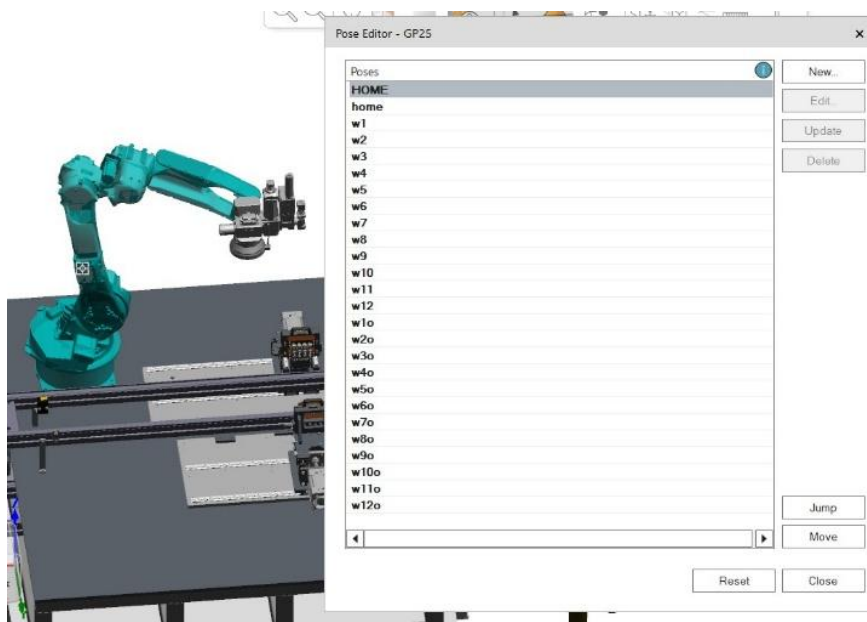 Pose Editor - GP25
×
Poses
i
New...
HOME
Edit...
home
w1
Update
w2
w3
Delete
w4
w5
w6
w7
w8
w9
w10
w11
w12
w1o
w2o
w3o
w4o
w5o
w6o
w7o
w8o
w9o
w10o
w11o
w12o
Jump
Move
Reset
Close